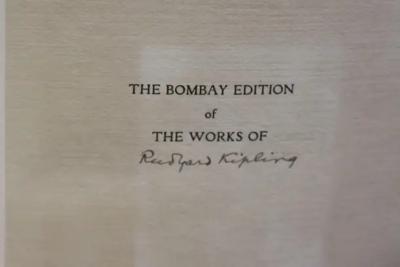 THE BOMBAY EDITION
of
THE WORKS OF
Rudyard Kipling